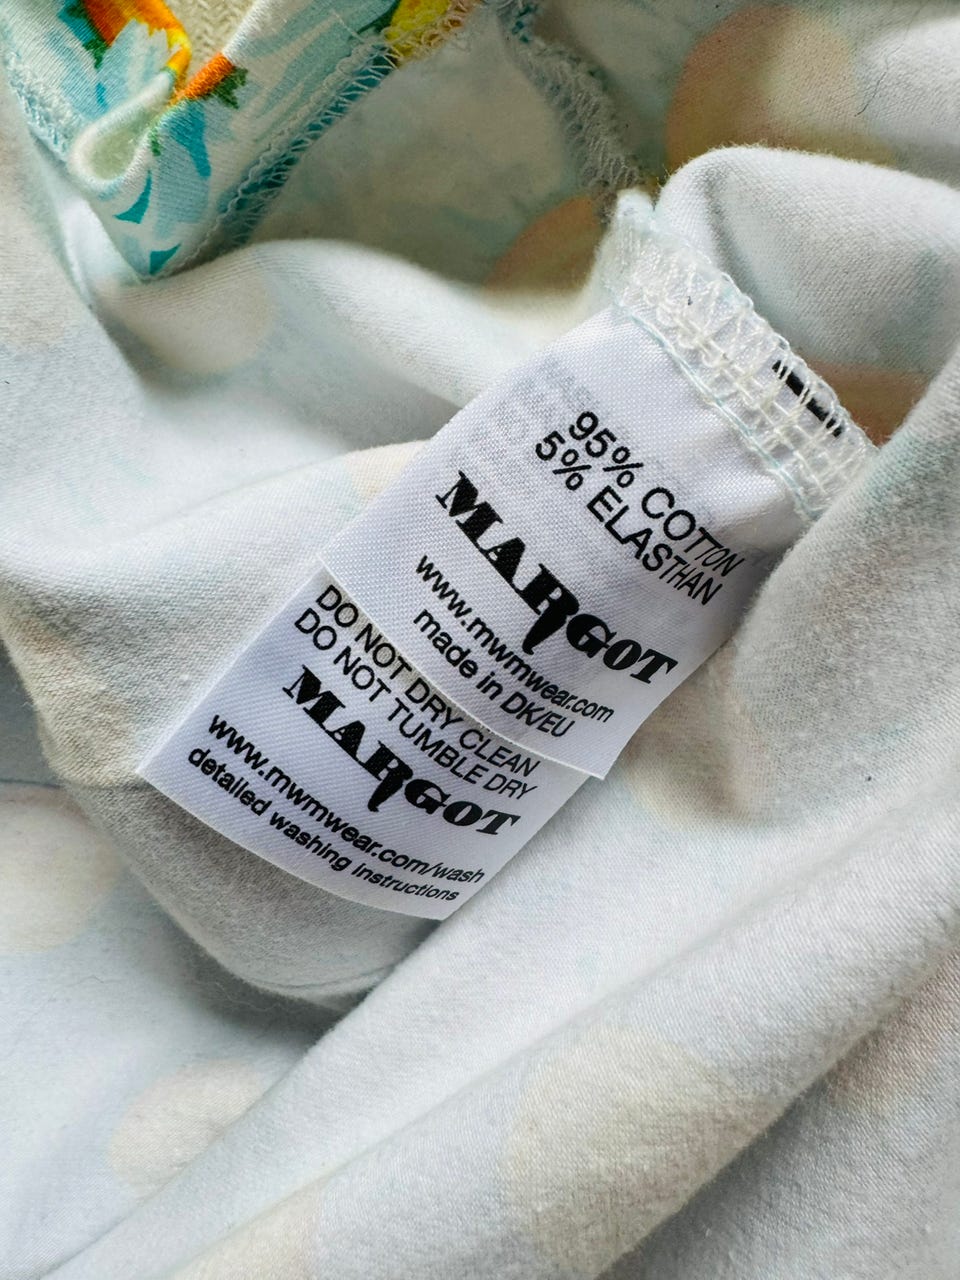 95% COTTON
5% ELASTHAN
MARGOT
www.mwmwear.com
made in DK/EU
DO NOT DRY CLEAN
DO NOT TUMBLE DRY
MARGOT
www.mwmwear.com/wash
detailed washing instructions